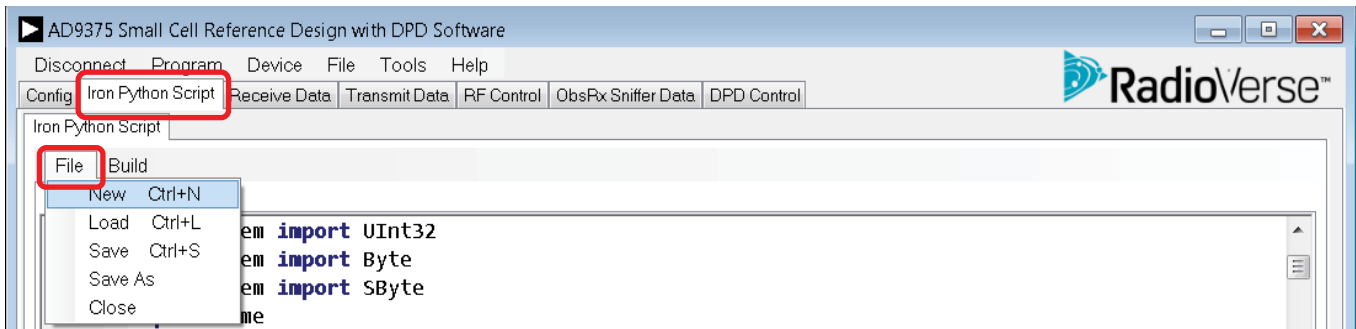 AD9375 Small Cell Reference Design with DPD Software
Disconnect Program Device File Tools Help
RadioVerse™
Config Iron Python Script Receive Data Transmit Data RF Control ObsRx Sniffer Data DPD Control
Iron Python Script
File Build
New Ctrl+N
Load Ctrl+L
em import UInt32
Save Ctrl+S
em import Byte
Save As
em import SByte
Close
me